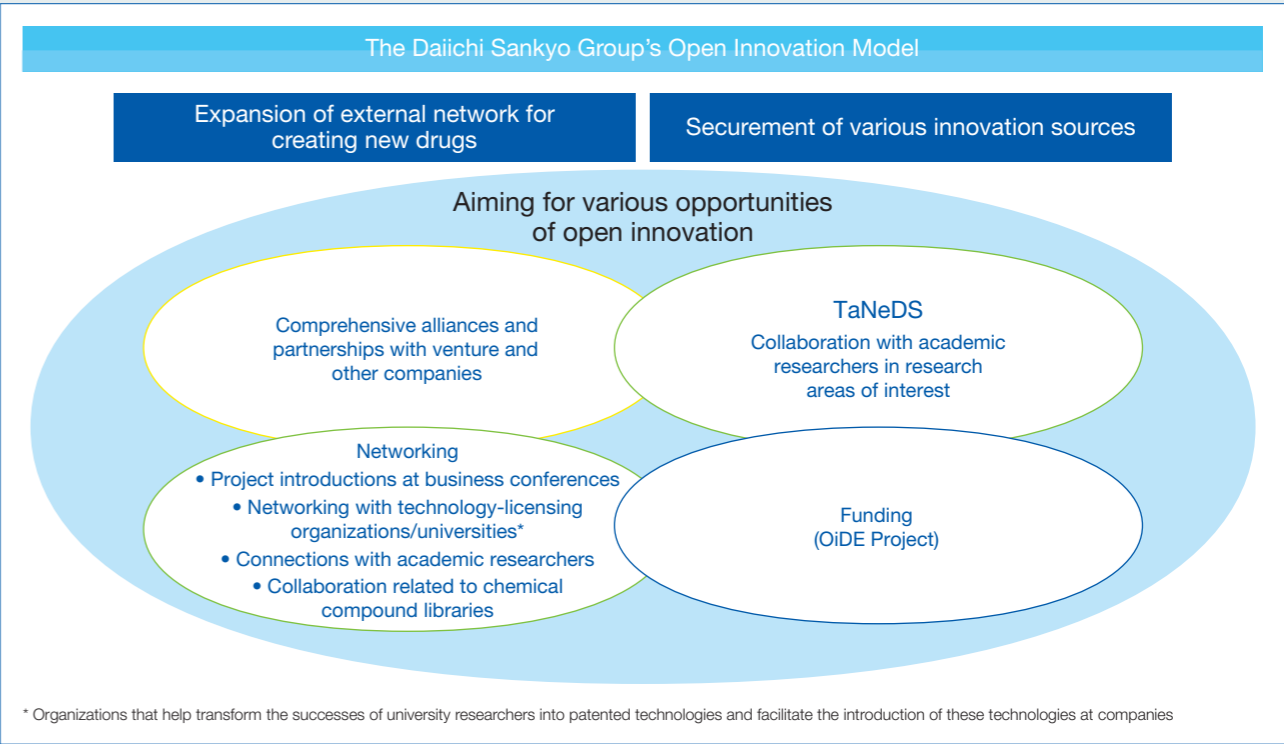 The Daiichi Sankyo Group's Open Innovation Model
Expansion of external network for
creating new drugs
Securement of various innovation sources
Aiming for various opportunities
of open innovation
Comprehensive alliances and
partnerships with venture and
other companies
TaNeDS
Collaboration with academic
researchers in research
areas of interest
Networking
• Project introductions at business conferences
• Networking with technology-licensing
organizations/universities*
• Connections with academic researchers
• Collaboration related to chemical
compound libraries
Funding
(OiDE Project)
* Organizations that help transform the successes of university researchers into patented technologies and facilitate the introduction of these technologies at companies